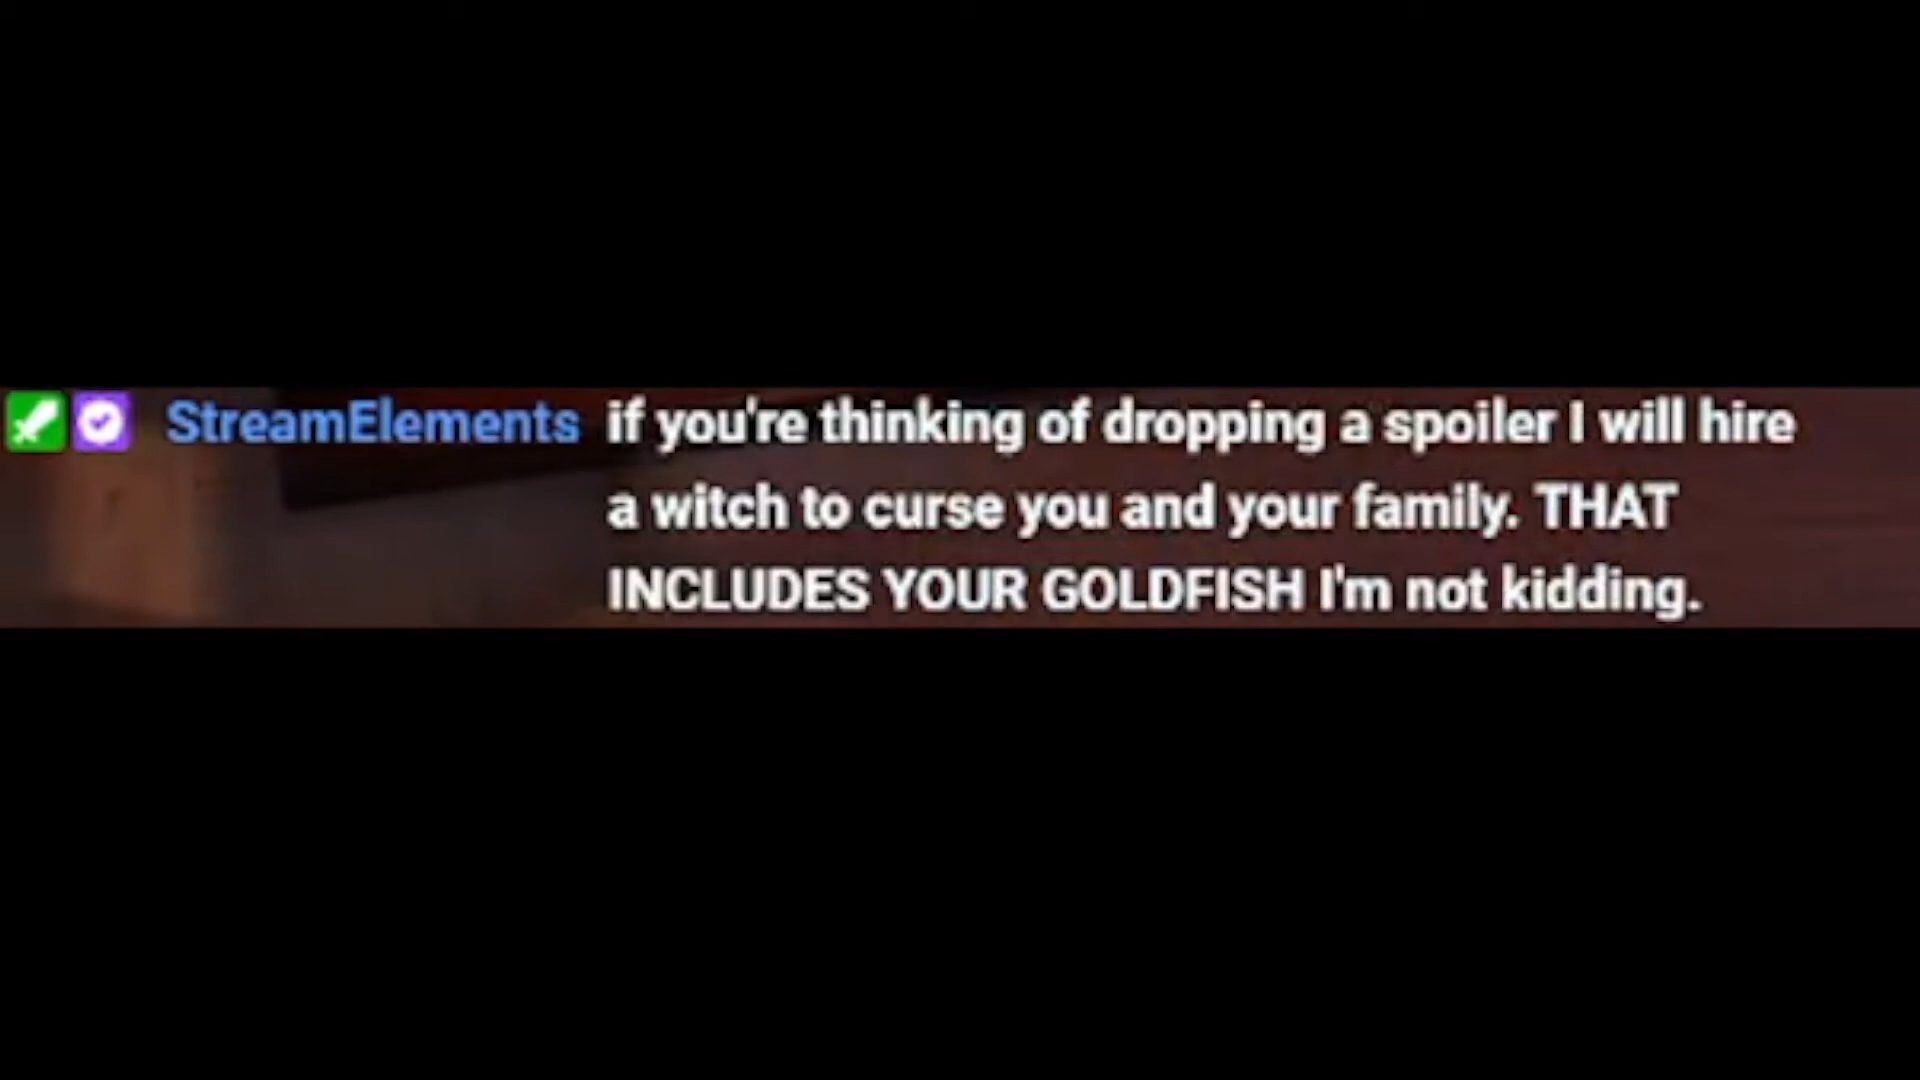 StreamElements if you're thinking of dropping a spoiler I will hire
a witch to curse you and your family. THAT
INCLUDES YOUR GOLDFISH I'm not kidding.